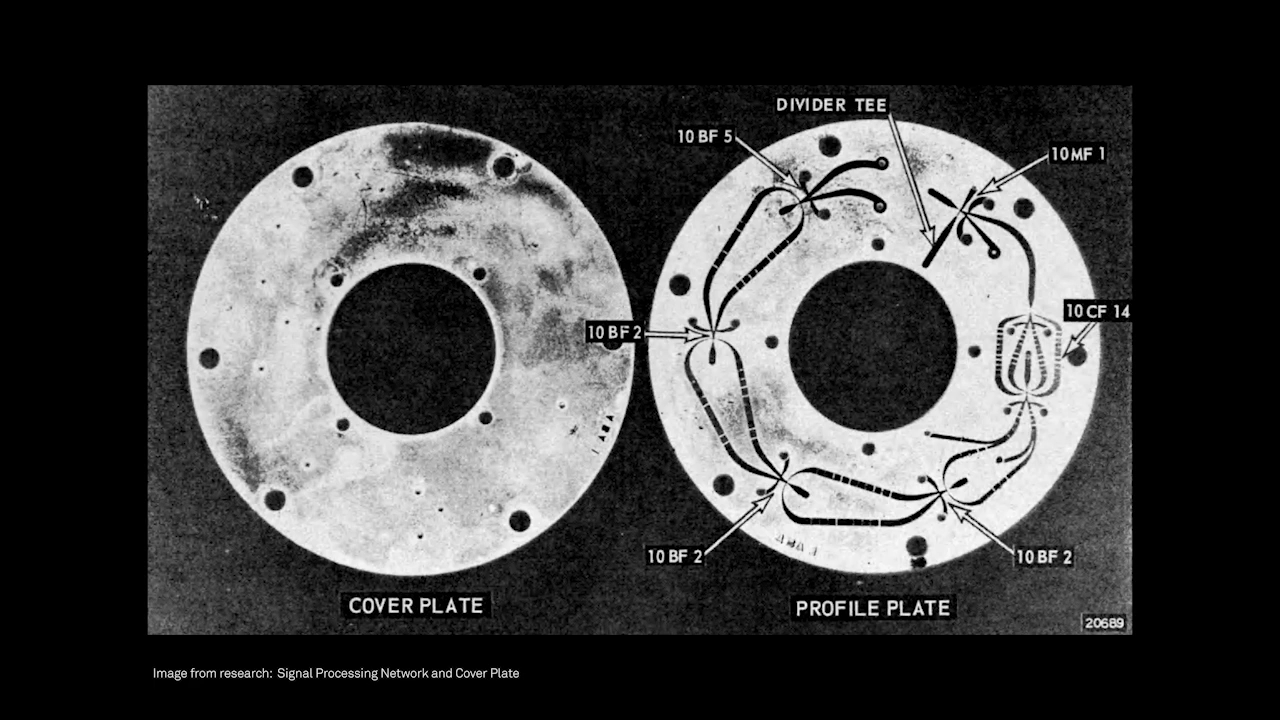 DIVIDER TEE
10 BF 5
10 MF 1
10 CF 14
10 BF 2
10 BF 2
10 BF 2
COVER PLATE
PROFILE PLATE
20689
Image from research: Signal Processing Network and Cover Plate